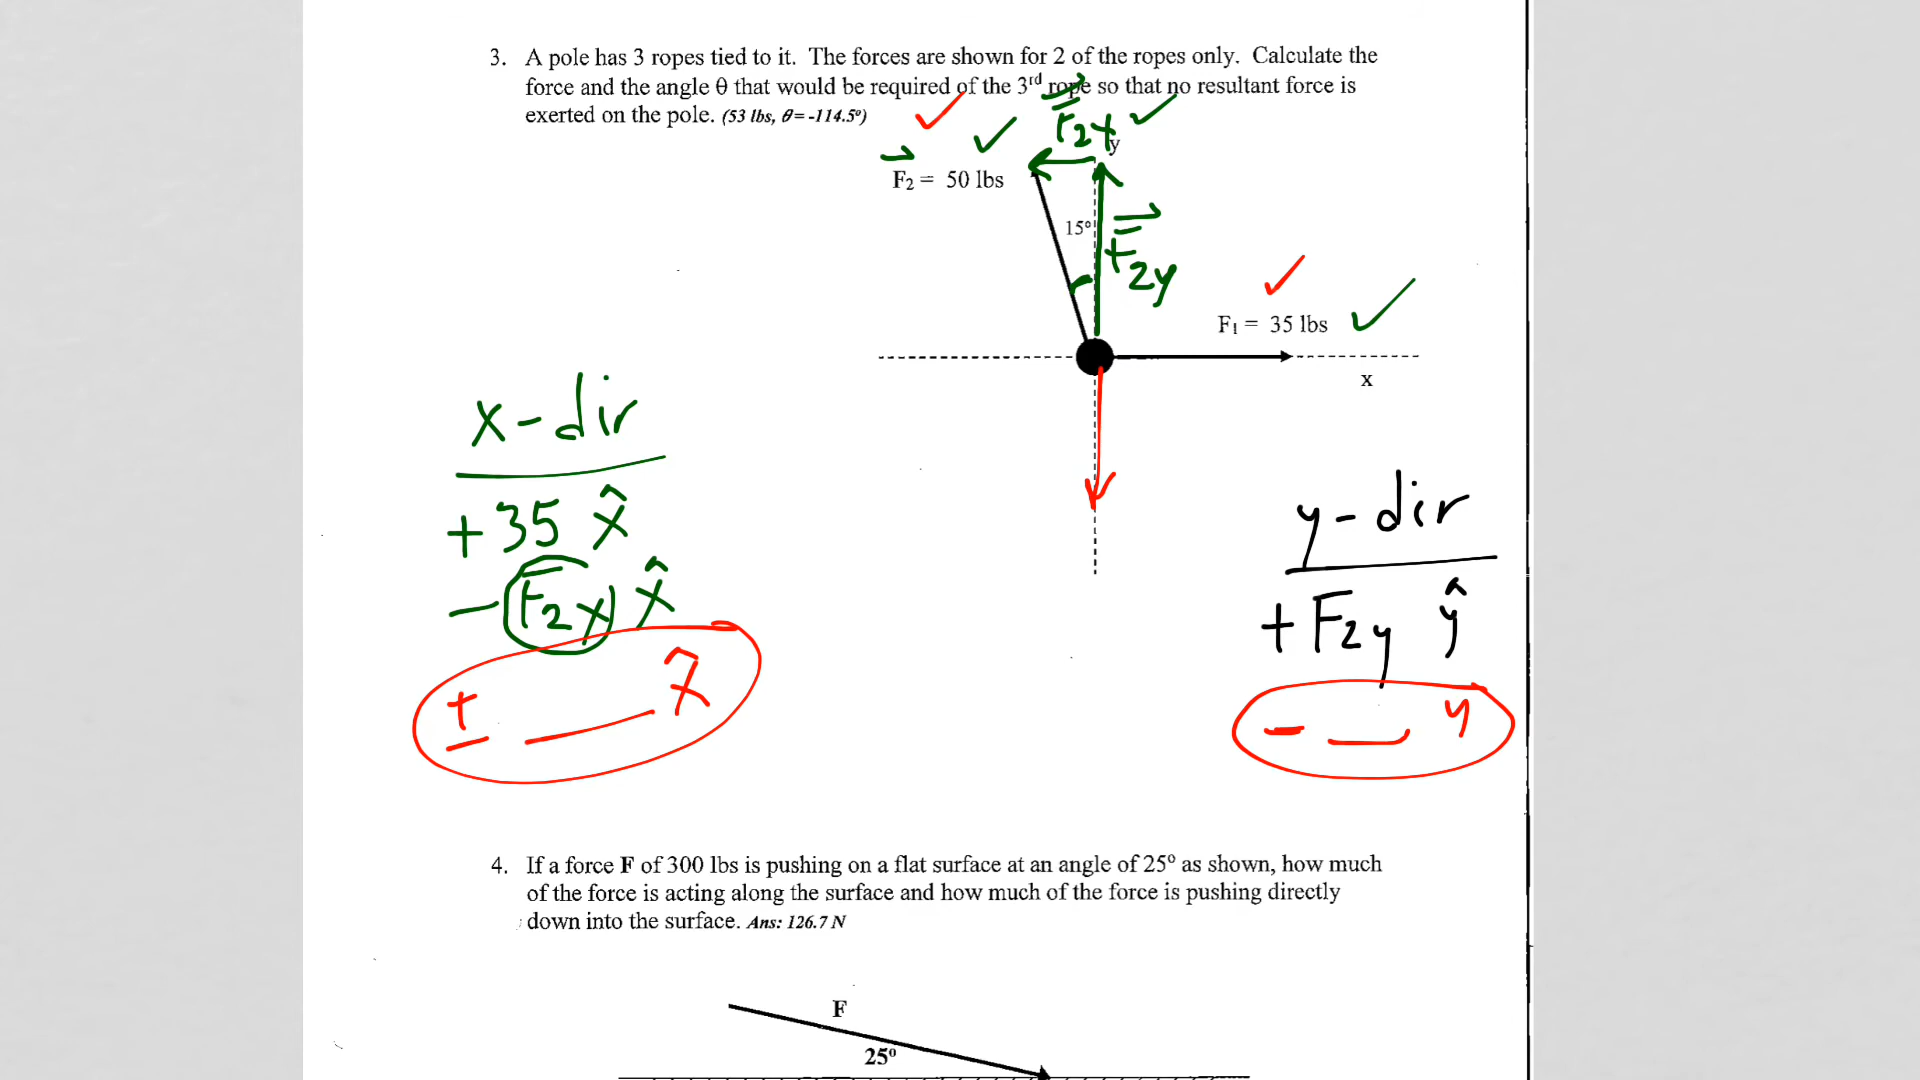 3. A pole has 3 ropes tied to it. The forces are shown for 2 of the ropes only. Calculate the
force and the angle θ that would be required of the 3rd rope so that no resultant force is
exerted on the pole. (53 lbs, θ= -114.5º)
F2x
y
F2 = 50 lbs
15º
F2y
F1 = 35 lbs
x
x-dir
+ 35 x̂
- (F2x) x̂
± ___ x̂
y-dir
+ F2y ŷ
- ___ y
4. If a force F of 300 lbs is pushing on a flat surface at an angle of 25º as shown, how much
of the force is acting along the surface and how much of the force is pushing directly
down into the surface. Ans: 126.7 N
F
25º